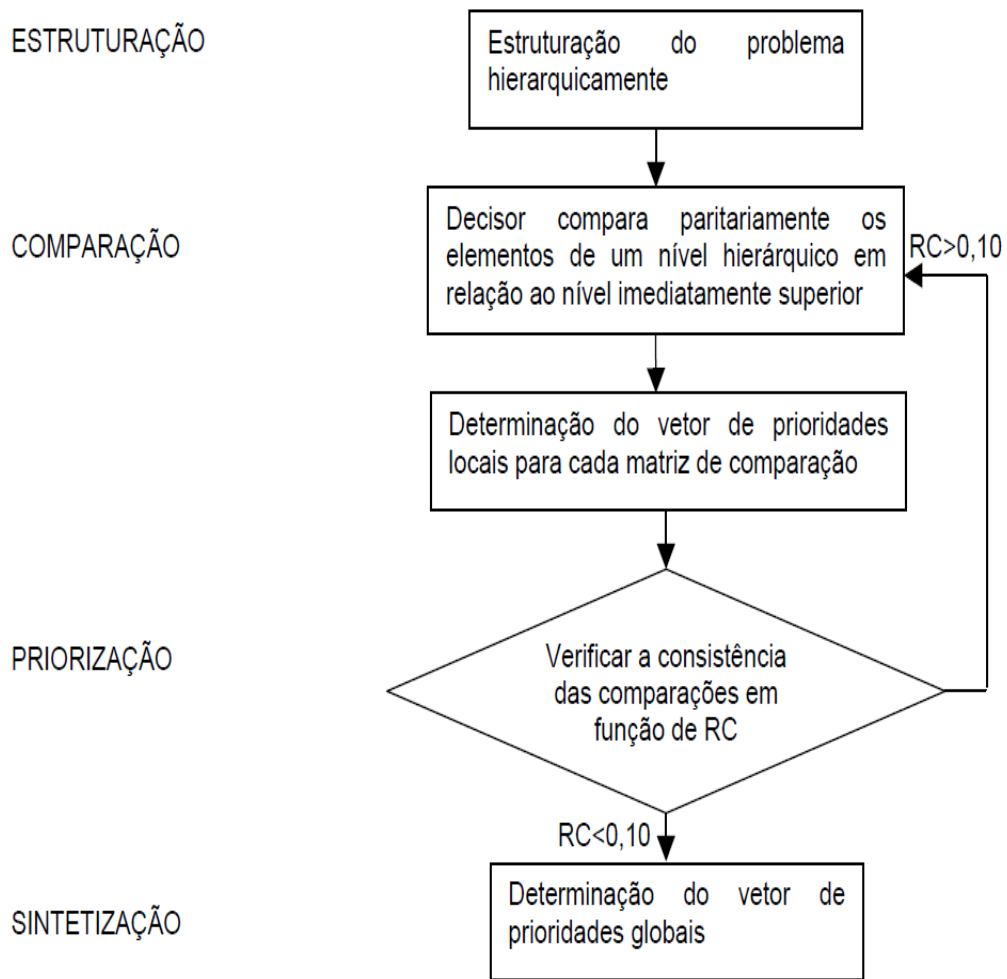 ESTRUTURAÇÃO
Estruturação do problema
hierarquicamente
COMPARAÇÃO
Decisor compara paritariamente os
elementos de um nível hierárquico em
relação ao nível imediatamente superior
RC>0,10
Determinação do vetor de prioridades
locais para cada matriz de comparação
PRIORIZAÇÃO
Verificar a consistência
das comparações em
função de RC
RC<0,10
SINTETIZAÇÃO
Determinação do vetor de
prioridades globais